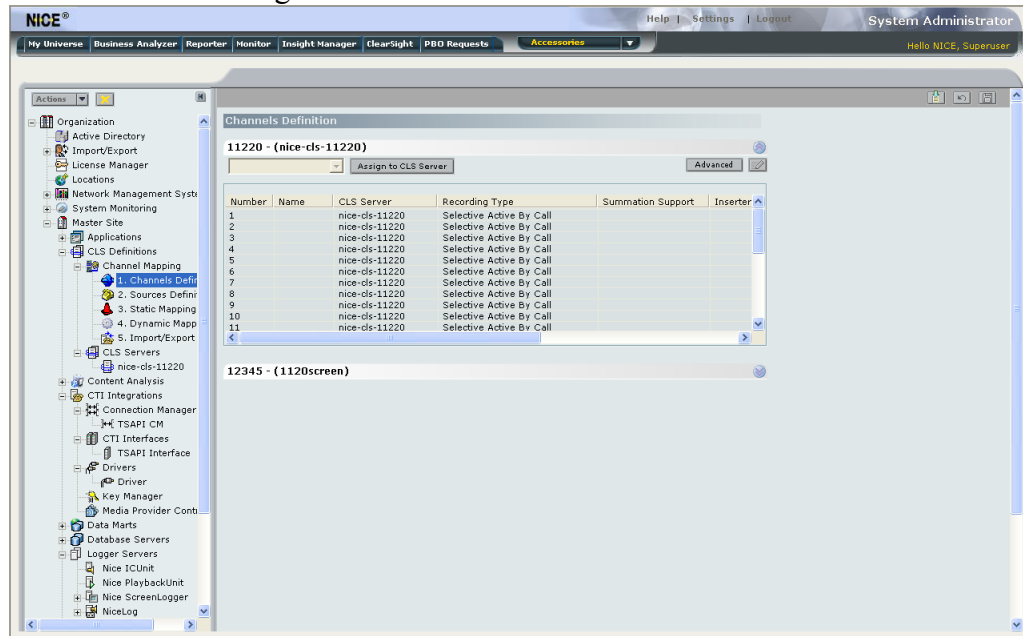 NICE®
Help | Settings | Logout
System Administrator
My Universe Business Analyzer Reporter Monitor Insight Manager ClearSight PBO Requests Accessories
Hello NICE, Superuser
Actions
Organization
Active Directory
Import/Export
License Manager
Locations
Network Management Syste
System Monitoring
Master Site
Applications
CLS Definitions
Channel Mapping
1. Channels Defin
2. Sources Defini
3. Static Mapping
4. Dynamic Mapp
5. Import/Export
CLS Servers
nice-cls-11220
Content Analysis
CTI Integrations
Connection Manager
TSAPI CM
CTI Interfaces
TSAPI Interface
Drivers
Driver
Key Manager
Media Provider Contr
Data Marts
Database Servers
Logger Servers
Nice ICUnit
Nice PlaybackUnit
Nice ScreenLogger
NiceLog
Channels Definition
11220 - (nice-cls-11220)
Assign to CLS Server Advanced
Number Name CLS Server Recording Type Summation Support Inserter
1 nice-cls-11220 Selective Active By Call
2 nice-cls-11220 Selective Active By Call
3 nice-cls-11220 Selective Active By Call
4 nice-cls-11220 Selective Active By Call
5 nice-cls-11220 Selective Active By Call
6 nice-cls-11220 Selective Active By Call
7 nice-cls-11220 Selective Active By Call
8 nice-cls-11220 Selective Active By Call
9 nice-cls-11220 Selective Active By Call
10 nice-cls-11220 Selective Active By Call
11 nice-cls-11220 Selective Active By Call
12345 - (1120screen)